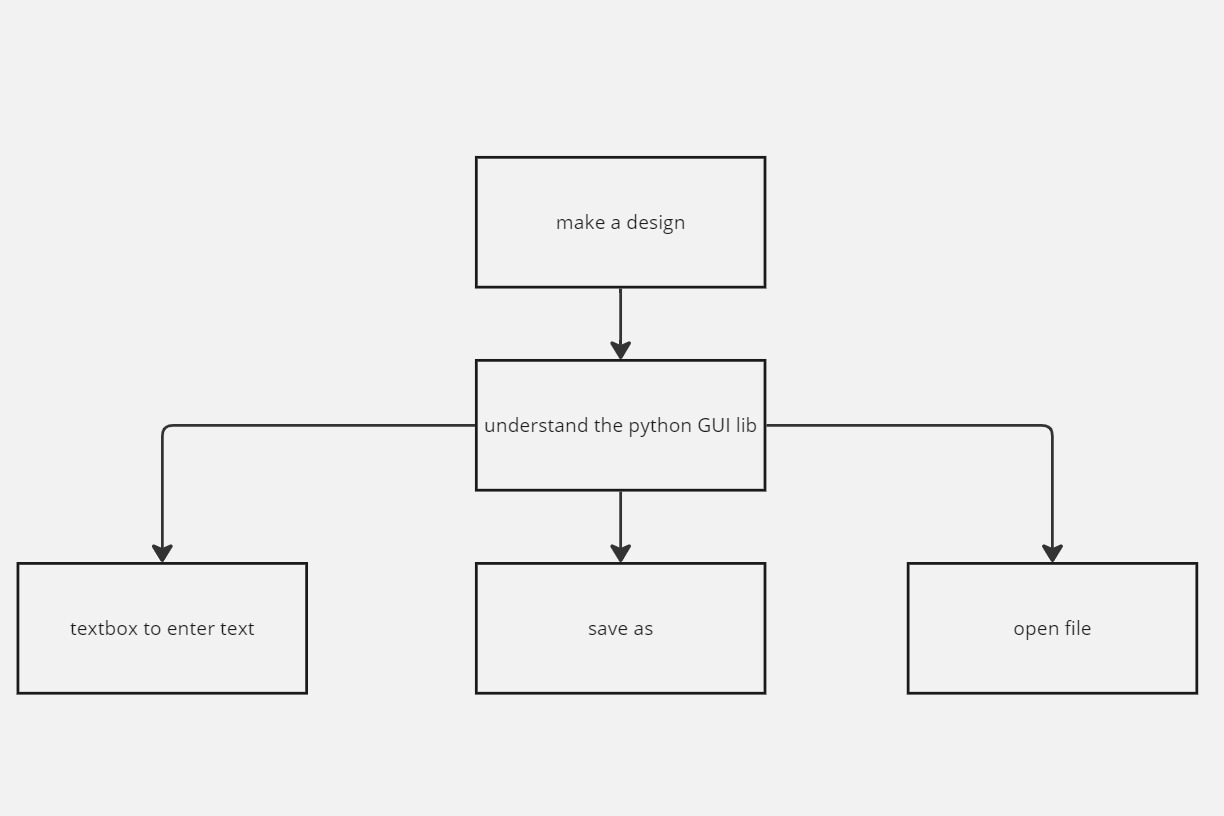 make a design
understand the python GUI lib
textbox to enter text
save as
open file